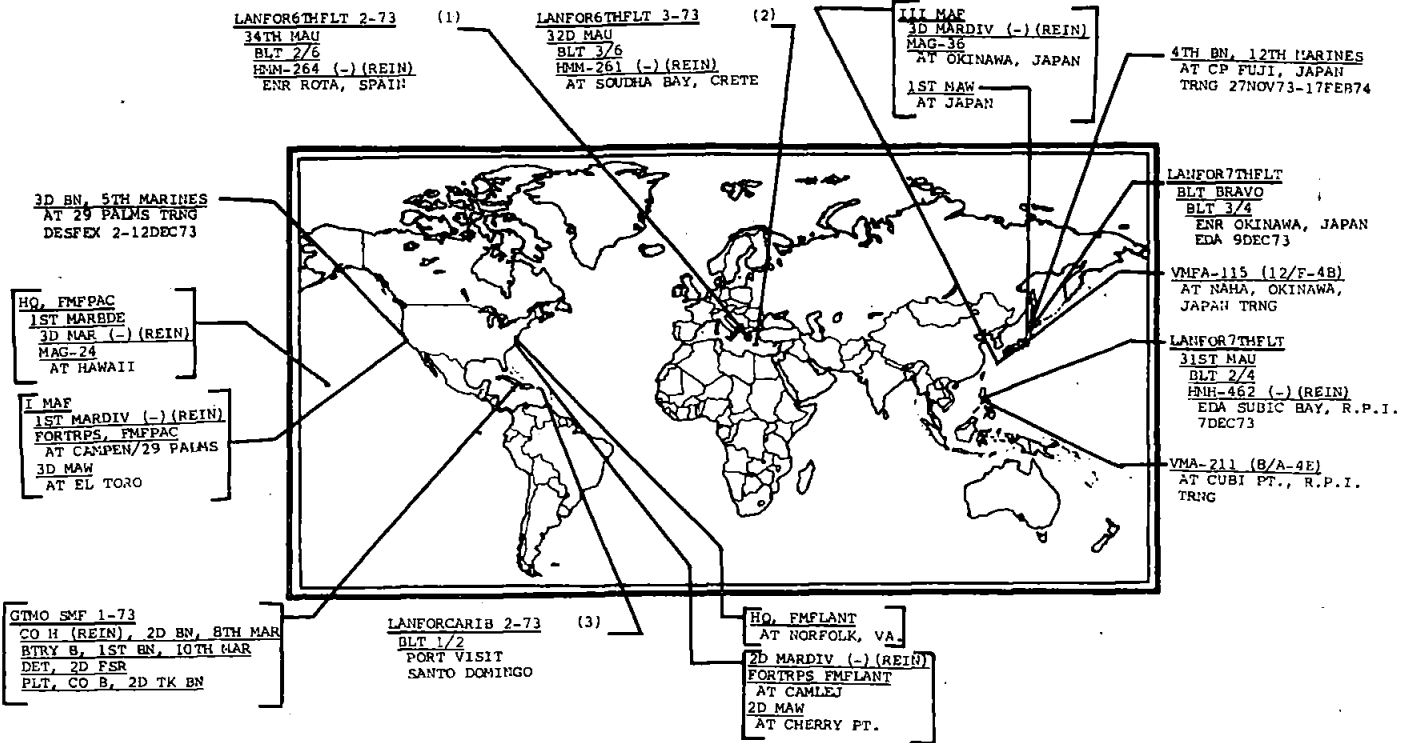 LANFOR6THFLT 2-73 (1)
34TH MAU
BLT 2/6
HMM-264 (-)(REIN)
ENR ROTA, SPAIN
LANFOR6THFLT 3-73 (2)
32D MAU
BLT 3/6
HMM-261 (-)(REIN)
AT SOUDHA BAY, CRETE
III MAF
3D MARDIV (-)(REIN)
MAG-36
AT OKINAWA, JAPAN
1ST MAW
AT JAPAN
4TH BN, 12TH MARINES
AT CP FUJI, JAPAN
TRNG 27NOV73-17FEB74
3D BN, 5TH MARINES
AT 29 PALMS TRNG
DESFEX 2-12DEC73
LANFOR7THFLT
BLT BRAVO
BLT 3/4
ENR OKINAWA, JAPAN
EDA 9DEC73
VMFA-115 (12/F-4B)
AT NAHA, OKINAWA,
JAPAN TRNG
HQ, FMFPAC
1ST MARBDE
3D MAR (-)(REIN)
MAG-24
AT HAWAII
LANFOR7THFLT
31ST MAU
BLT 2/4
HMH-462 (-)(REIN)
EDA SUBIC BAY, R.P.I.
7DEC73
I MAF
1ST MARDIV (-)(REIN)
FORTRPS, FMFPAC
AT CAMPEN/29 PALMS
3D MAW
AT EL TORO
VMA-211 (8/A-4E)
AT CUBI PT., R.P.I.
TRNG
GTMO SMF 1-73
CO H (REIN), 2D BN, 8TH MAR
BTRY B, 1ST BN, 10TH MAR
DET, 2D FSR
PLT, CO B, 2D TK BN
LANFORCARIB 2-73 (3)
BLT 1/2
PORT VISIT
SANTO DOMINGO
HQ, FMFLANT
AT NORFOLK, VA.
2D MARDIV (-)(REIN)
FORTRPS FMFLANT
AT CAMLEJ
2D MAW
AT CHERRY PT.